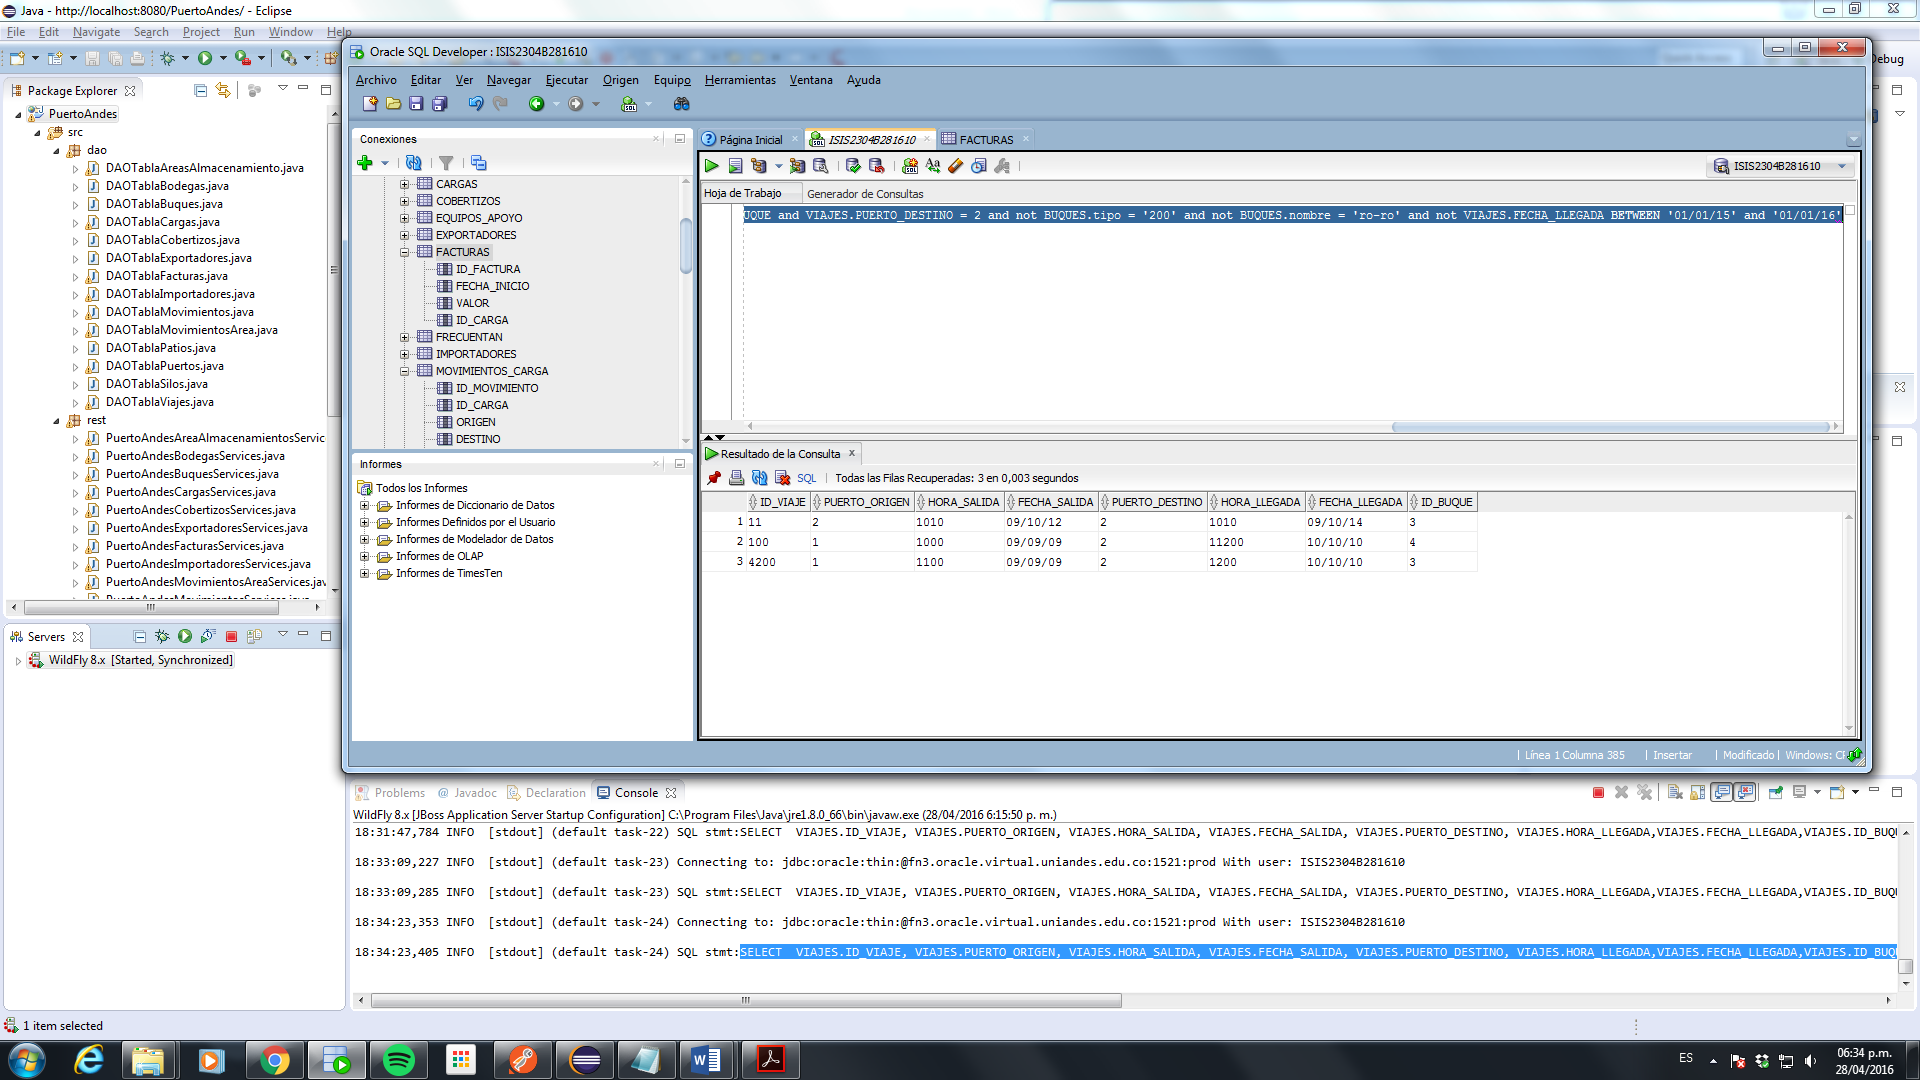 Java - http://localhost:8080/PuertoAndes/ - Eclipse
File Edit Navigate Search Project Run Window Help
Debug
Package Explorer
PuertoAndes
src
dao
DAOTablaAreasAlmacenamiento.java
DAOTablaBodegas.java
DAOTablaBuques.java
DAOTablaCargas.java
DAOTablaCobertizos.java
DAOTablaExportadores.java
DAOTablaFacturas.java
DAOTablaImportadores.java
DAOTablaMovimientos.java
DAOTablaMovimientosArea.java
DAOTablaPatios.java
DAOTablaPuertos.java
DAOTablaSilos.java
DAOTablaViajes.java
rest
PuertoAndesAreaAlmacenamientosServic
PuertoAndesBodegasServices.java
PuertoAndesBuquesServices.java
PuertoAndesCargasServices.java
PuertoAndesCobertizosServices.java
PuertoAndesExportadoresServices.java
PuertoAndesFacturasServices.java
PuertoAndesImportadoresServices.java
PuertoAndesMovimientosAreaServices.jav
PuertoAndesMovimientosServices.java
Servers
WildFly 8.x [Started, Synchronized]
1 item selected
Oracle SQL Developer : ISIS2304B281610
Archivo Editar Ver Navegar Ejecutar Origen Equipo Herramientas Ventana Ayuda
Conexiones
CARGAS
COBERTIZOS
EQUIPOS_APOYO
EXPORTADORES
FACTURAS
ID_FACTURA
FECHA_INICIO
VALOR
ID_CARGA
FRECUENTAN
IMPORTADORES
MOVIMIENTOS_CARGA
ID_MOVIMIENTO
ID_CARGA
ORIGEN
DESTINO
Informes
Todos los Informes
Informes de Diccionario de Datos
Informes Definidos por el Usuario
Informes de Modelador de Datos
Informes de OLAP
Informes de TimesTen
Página Inicial ISIS2304B281610 FACTURAS
ISIS2304B281610
Hoja de Trabajo Generador de Consultas
UQUE and VIAJES.PUERTO_DESTINO = 2 and not BUQUES.tipo = '200' and not BUQUES.nombre = 'ro-ro' and not VIAJES.FECHA_LLEGADA BETWEEN '01/01/15' and '01/01/16'
Resultado de la Consulta
SQL | Todas las Filas Recuperadas: 3 en 0,003 segundos
ID_VIAJE PUERTO_ORIGEN HORA_SALIDA FECHA_SALIDA PUERTO_DESTINO HORA_LLEGADA FECHA_LLEGADA ID_BUQUE
1 11 2 1010 09/10/12 2 1010 09/10/14 3
2 100 1 1000 09/09/09 2 11200 10/10/10 4
3 4200 1 1100 09/09/09 2 1200 10/10/10 3
| Línea 1 Columna 385 | Insertar | Modificado | Windows: CF
Problems Javadoc Declaration Console
WildFly 8.x [JBoss Application Server Startup Configuration] C:\Program Files\Java\jre1.8.0_66\bin\javaw.exe (28/04/2016 6:15:50 p. m.)
18:31:47,784 INFO [stdout] (default task-22) SQL stmt:SELECT VIAJES.ID_VIAJE, VIAJES.PUERTO_ORIGEN, VIAJES.HORA_SALIDA, VIAJES.FECHA_SALIDA, VIAJES.PUERTO_DESTINO, VIAJES.HORA_LLEGADA,VIAJES.FECHA_LLEGADA,VIAJES.ID_BUQU
18:33:09,227 INFO [stdout] (default task-23) Connecting to: jdbc:oracle:thin:@fn3.oracle.virtual.uniandes.edu.co:1521:prod With user: ISIS2304B281610
18:33:09,285 INFO [stdout] (default task-23) SQL stmt:SELECT VIAJES.ID_VIAJE, VIAJES.PUERTO_ORIGEN, VIAJES.HORA_SALIDA, VIAJES.FECHA_SALIDA, VIAJES.PUERTO_DESTINO, VIAJES.HORA_LLEGADA,VIAJES.FECHA_LLEGADA,VIAJES.ID_BUQU
18:34:23,353 INFO [stdout] (default task-24) Connecting to: jdbc:oracle:thin:@fn3.oracle.virtual.uniandes.edu.co:1521:prod With user: ISIS2304B281610
18:34:23,405 INFO [stdout] (default task-24) SQL stmt:SELECT VIAJES.ID_VIAJE, VIAJES.PUERTO_ORIGEN, VIAJES.HORA_SALIDA, VIAJES.FECHA_SALIDA, VIAJES.PUERTO_DESTINO, VIAJES.HORA_LLEGADA,VIAJES.FECHA_LLEGADA,VIAJES.ID_BUQU
ES
06:34 p.m.
28/04/2016